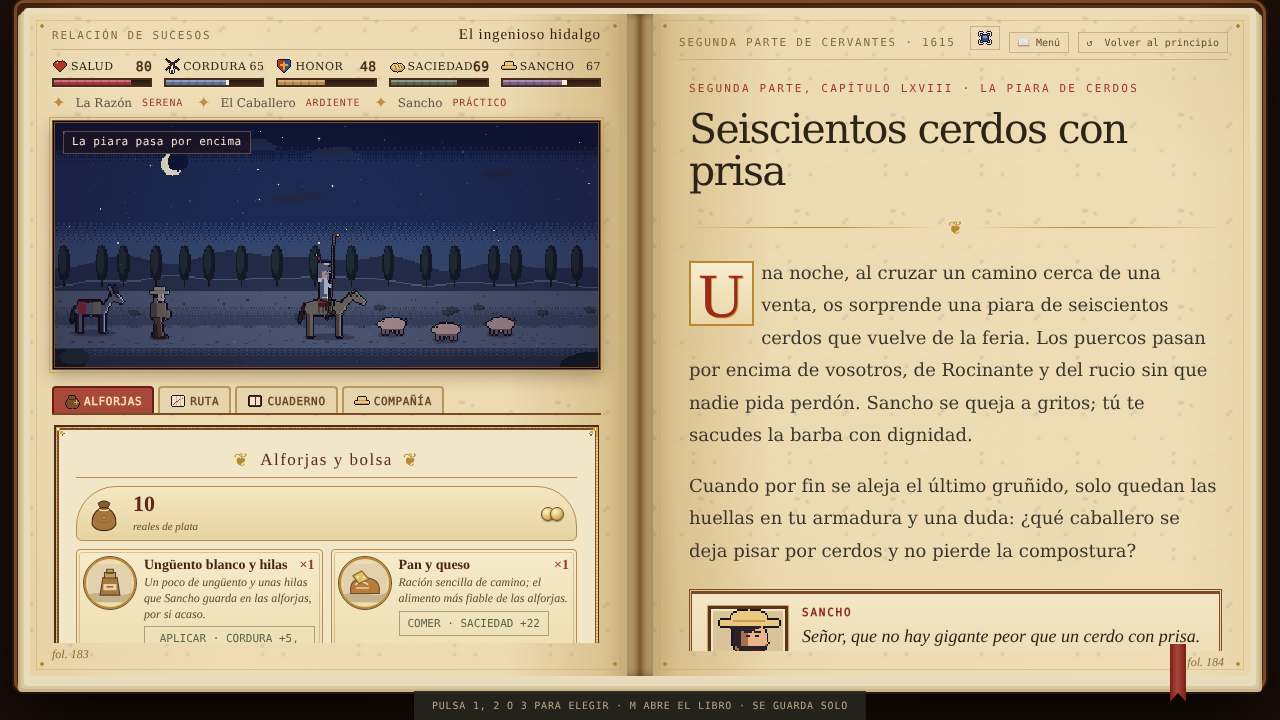 RELACIÓN DE SUCESOS
El ingenioso hidalgo
SALUD 80
CORDURA 65
HONOR 48
SACIEDAD 69
SANCHO 67
La Razón SERENA
El Caballero ARDIENTE
Sancho PRÁCTICO
La piara pasa por encima
ALFORJAS
RUTA
CUADERNO
COMPAÑÍA
Alforjas y bolsa
10
reales de plata
Ungüento blanco y hilas ×1
Un poco de ungüento y unas hilas
que Sancho guarda en las alforjas,
por si acaso.
APLICAR · CORDURA +5,
Pan y queso ×1
Ración sencilla de camino; el
alimento más fiable de las alforjas.
COMER · SACIEDAD +22
fol. 183
SEGUNDA PARTE DE CERVANTES · 1615
Menú
↺ Volver al principio
SEGUNDA PARTE, CAPÍTULO LXVIII · LA PIARA DE CERDOS
Seiscientos cerdos con
prisa
Una noche, al cruzar un camino cerca de una
venta, os sorprende una piara de seiscientos
cerdos que vuelve de la feria. Los puercos pasan
por encima de vosotros, de Rocinante y del rucio sin que
nadie pida perdón. Sancho se queja a gritos; tú te
sacudes la barba con dignidad.
Cuando por fin se aleja el último gruñido, solo quedan las
huellas en tu armadura y una duda: ¿qué caballero se
deja pisar por cerdos y no pierde la compostura?
SANCHO
Señor, que no hay gigante peor que un cerdo con prisa.
fol. 184
PULSA 1, 2 O 3 PARA ELEGIR · M ABRE EL LIBRO · SE GUARDA SOLO